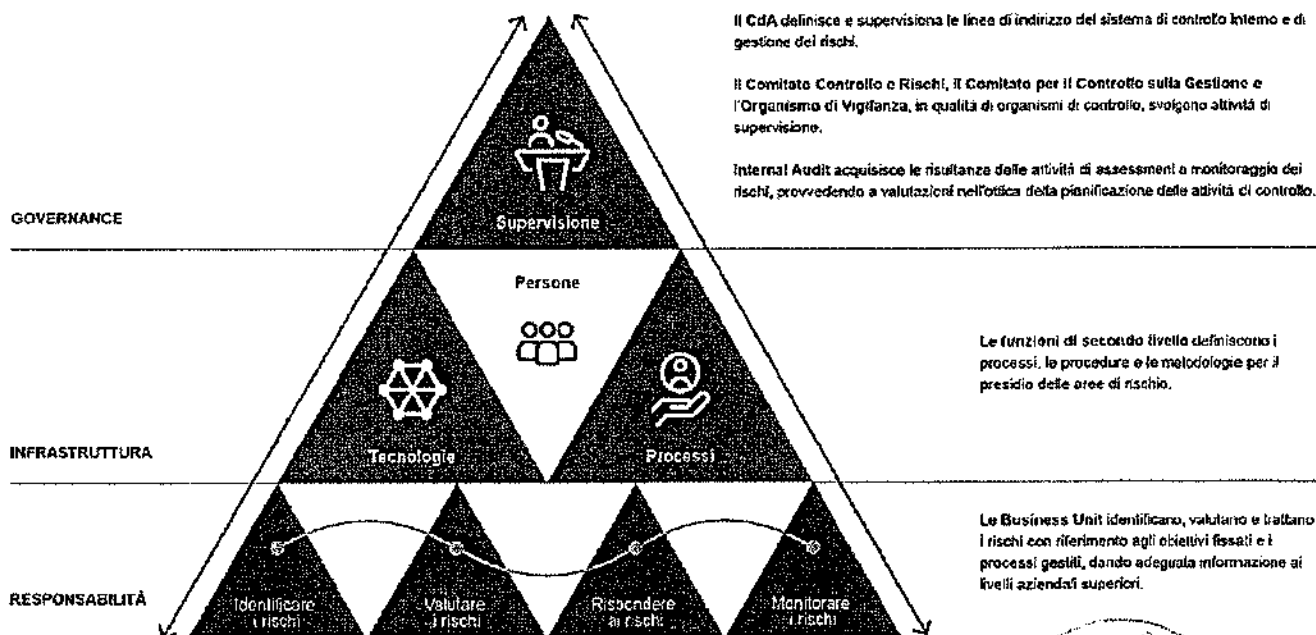 Il CdA definisce e supervisiona le linee di indirizzo del sistema di controllo interno e di
gestione dei rischi.
Il Comitato Controllo e Rischi, il Comitato per il Controllo sulla Gestione e
l'Organismo di Vigilanza, in qualità di organismi di controllo, svolgono attività di
supervisione.
Internal Audit acquisisce le risultanze delle attività di assessment e monitoraggio dei
rischi, provvedendo a valutazioni nell'ottica della pianificazione delle attività di controllo.
GOVERNANCE
Supervisione
Persone
Le funzioni di secondo livello definiscono i
processi, le procedure e le metodologie per il
presidio delle aree di rischio.
INFRASTRUTTURA
Tecnologie
Processi
Le Business Unit identificano, valutano e trattano
i rischi con riferimento agli obiettivi fissati e i
processi gestiti, dando adeguata informazione ai
livelli aziendali superiori.
RESPONSABILITÀ
Identificare
i rischi
Valutare
i rischi
Rispondere
ai rischi
Monitorare
i rischi